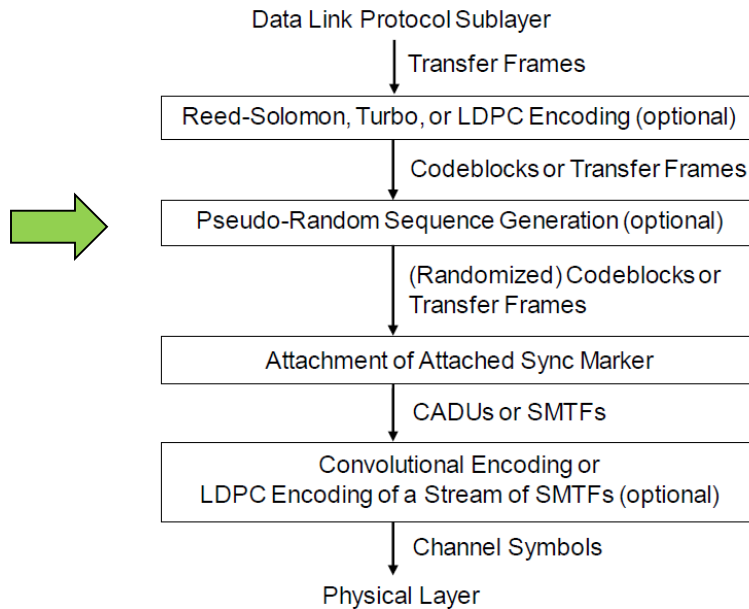 Data Link Protocol Sublayer
Transfer Frames
Reed-Solomon, Turbo, or LDPC Encoding (optional)
Codeblocks or Transfer Frames
Pseudo-Random Sequence Generation (optional)
(Randomized) Codeblocks or
Transfer Frames
Attachment of Attached Sync Marker
CADUs or SMTFs
Convolutional Encoding or
LDPC Encoding of a Stream of SMTFs (optional)
Channel Symbols
Physical Layer